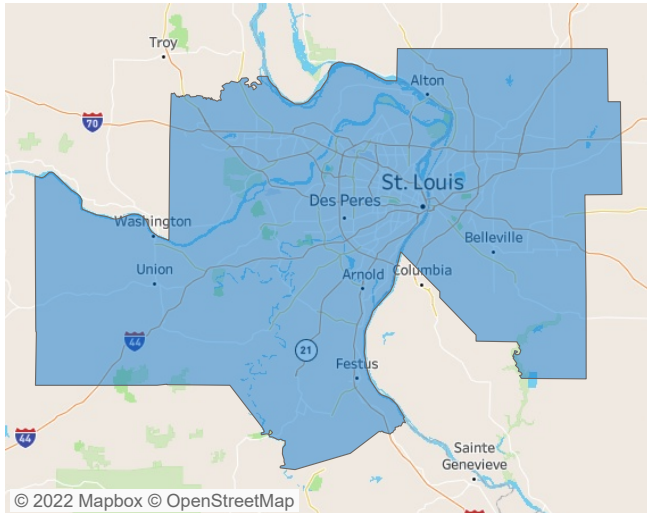 Troy
70
Alton
St. Louis
Des Peres
Washington
Belleville
Union
Arnold
Columbia
44
21
Festus
44
Sainte
Genevieve
© 2022 Mapbox © OpenStreetMap